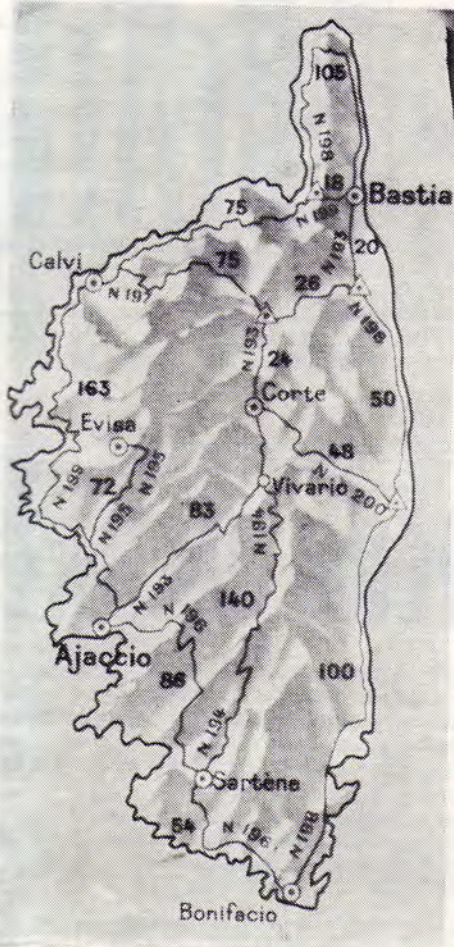 105
N 198
18
Bastia
75
N 199
N 193
20
Calvi
75
N 197
26
N 198
N 193
24
163
50
Corte
Evisa
48
N 199
72
N 195
N 195
83
Vivario
N 200
N 193
N 196
140
Ajaccio
86
100
N 194
Sartène
54
N 196
N 198
Bonifacio